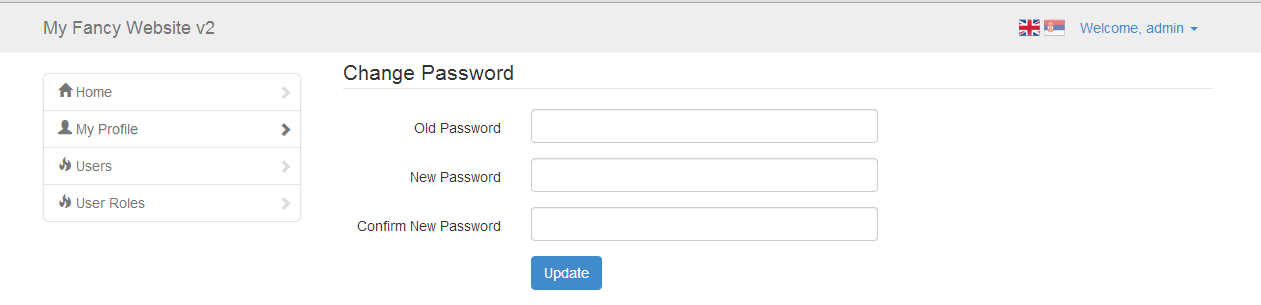 My Fancy Website v2
Welcome, admin
Home
My Profile
Users
User Roles
Change Password
Old Password
New Password
Confirm New Password
Update